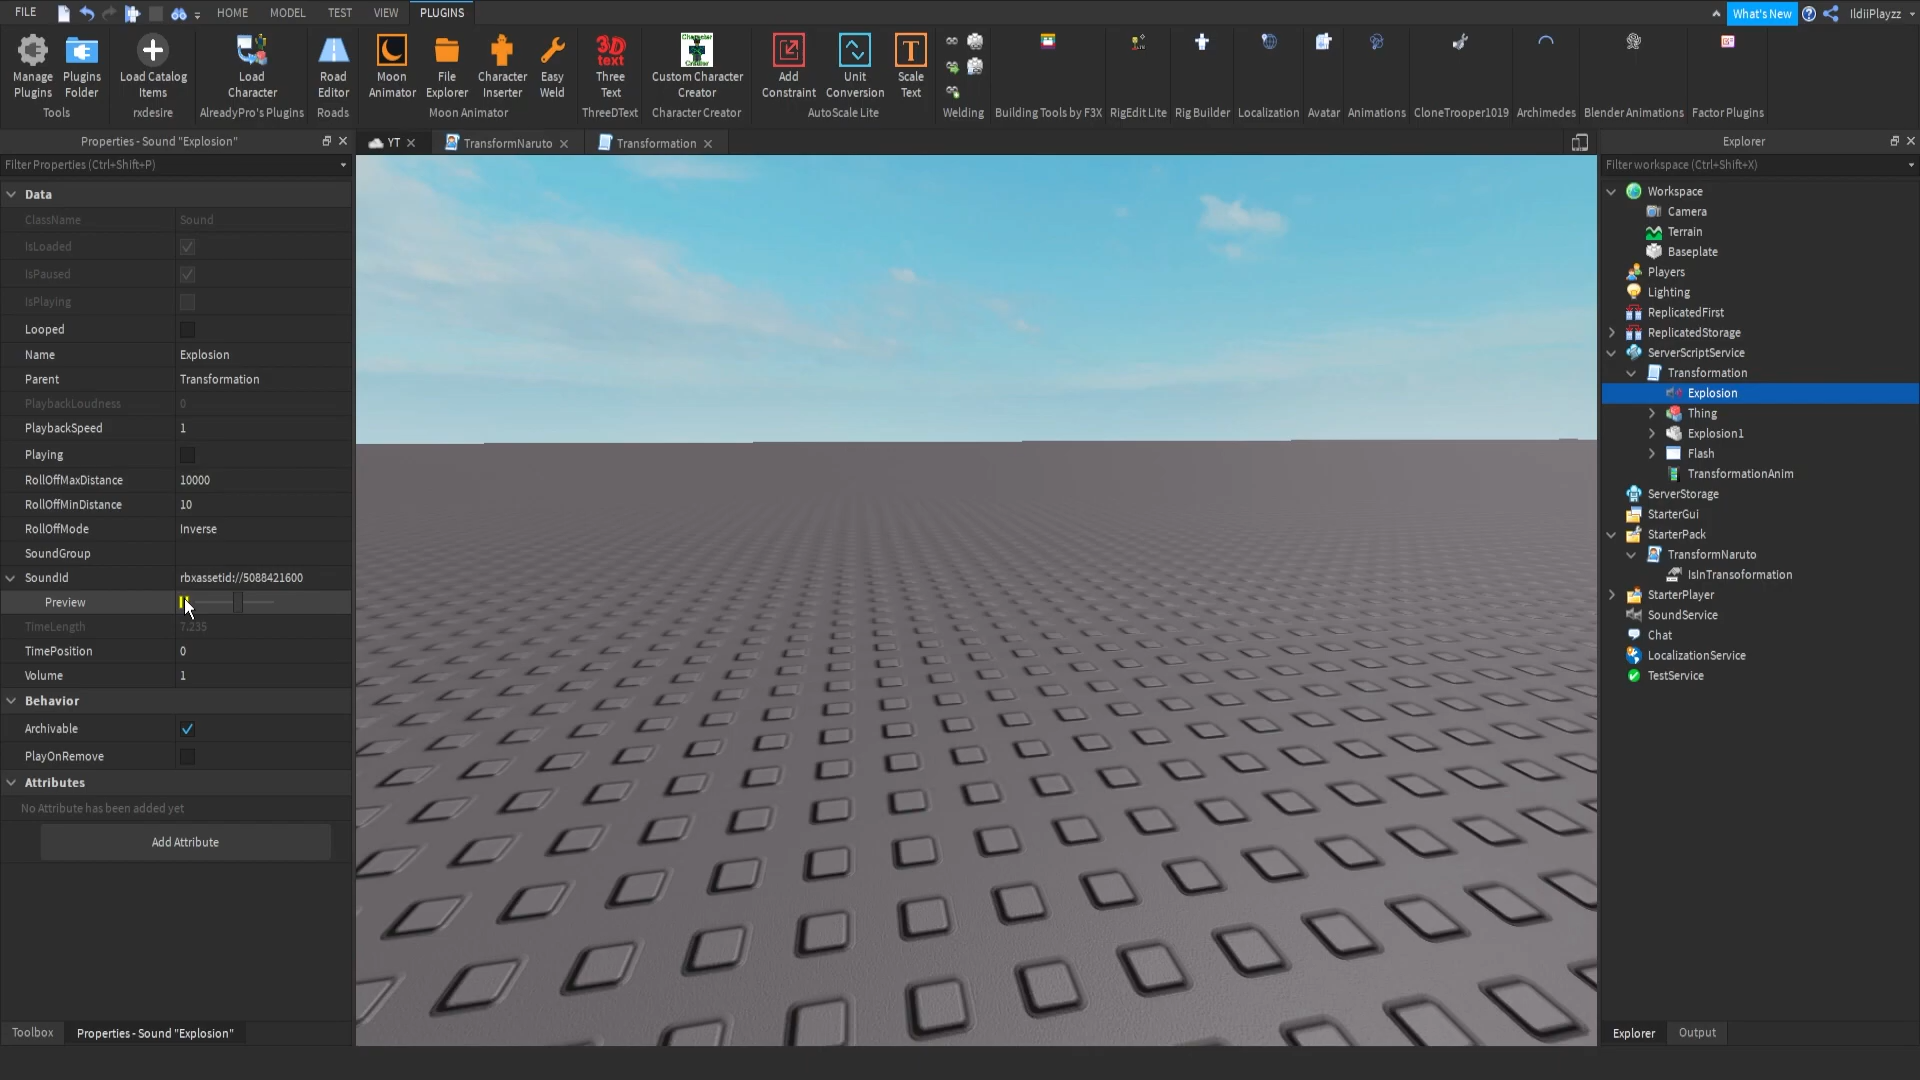 FILE
HOME
MODEL
TEST
VIEW
PLUGINS
What's New
IldiiPlayzz
Manage Plugins
Plugins Folder
Load Catalog Items
Load Character
Road Editor
Moon Animator
File Explorer
Character Inserter
Easy Weld
3D text
Three Text
Custom Character Creator
Add Constraint
Unit Conversion
Scale Text
Tools
rxdesire
AlreadyPro's Plugins
Roads
Moon Animator
ThreeDText
Character Creator
AutoScale Lite
Welding
Building Tools by F3X
RigEdit Lite
Rig Builder
Localization
Avatar
Animations
CloneTrooper1019
Archimedes
Blender Animations
Factor Plugins
Properties - Sound "Explosion"
Filter Properties (Ctrl+Shift+P)
Data
ClassName Sound
IsLoaded
IsPaused
IsPlaying
Looped
Name Explosion
Parent Transformation
PlaybackLoudness 0
PlaybackSpeed 1
Playing
RollOffMaxDistance 10000
RollOffMinDistance 10
RollOffMode Inverse
SoundGroup
SoundId rbxassetid://5088421600
Preview
TimeLength 7.235
TimePosition 0
Volume 1
Behavior
Archivable
PlayOnRemove
Attributes
No Attribute has been added yet
Add Attribute
Toolbox
Properties - Sound "Explosion"
YT
TransformNaruto
Transformation
Explorer
Filter workspace (Ctrl+Shift+X)
Workspace
Camera
Terrain
Baseplate
Players
Lighting
ReplicatedFirst
ReplicatedStorage
ServerScriptService
Transformation
Explosion
Thing
Explosion1
Flash
TransformationAnim
ServerStorage
StarterGui
StarterPack
TransformNaruto
IsInTransoformation
StarterPlayer
SoundService
Chat
LocalizationService
TestService
Explorer
Output